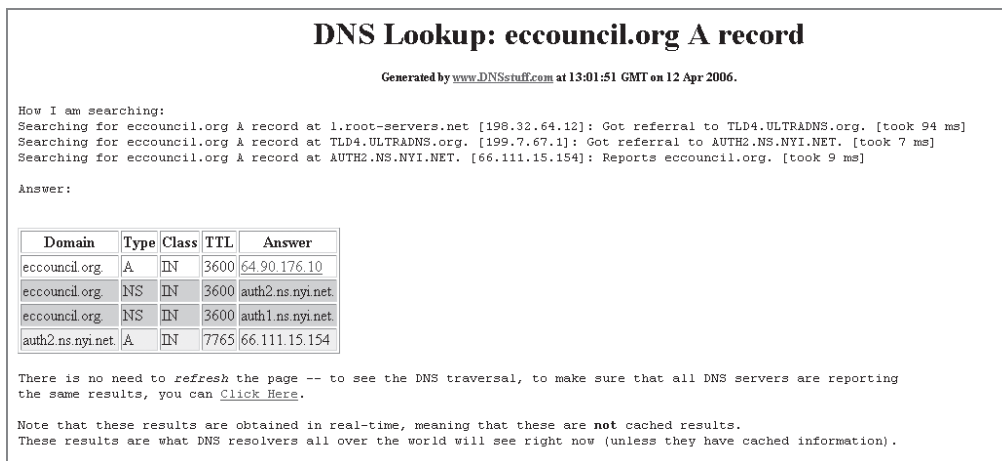 DNS Lookup: eccouncil.org A record
Generated by www.DNSstuff.com at 13:01:51 GMT on 12 Apr 2006.
How I am searching:
Searching for eccouncil.org A record at l.root-servers.net [198.32.64.12]: Got referral to TLD4.ULTRADNS.org. [took 94 ms]
Searching for eccouncil.org A record at TLD4.ULTRADNS.org. [199.7.67.1]: Got referral to AUTH2.NS.NYI.NET. [took 7 ms]
Searching for eccouncil.org A record at AUTH2.NS.NYI.NET. [66.111.15.154]: Reports eccouncil.org. [took 9 ms]
Answer:
Domain Type Class TTL Answer
eccouncil.org. A IN 3600 64.90.176.10
eccouncil.org. NS IN 3600 auth2.ns.nyi.net.
eccouncil.org. NS IN 3600 auth1.ns.nyi.net.
auth2.ns.nyi.net. A IN 7765 66.111.15.154
There is no need to refresh the page -- to see the DNS traversal, to make sure that all DNS servers are reporting
the same results, you can Click Here.
Note that these results are obtained in real-time, meaning that these are not cached results.
These results are what DNS resolvers all over the world will see right now (unless they have cached information).